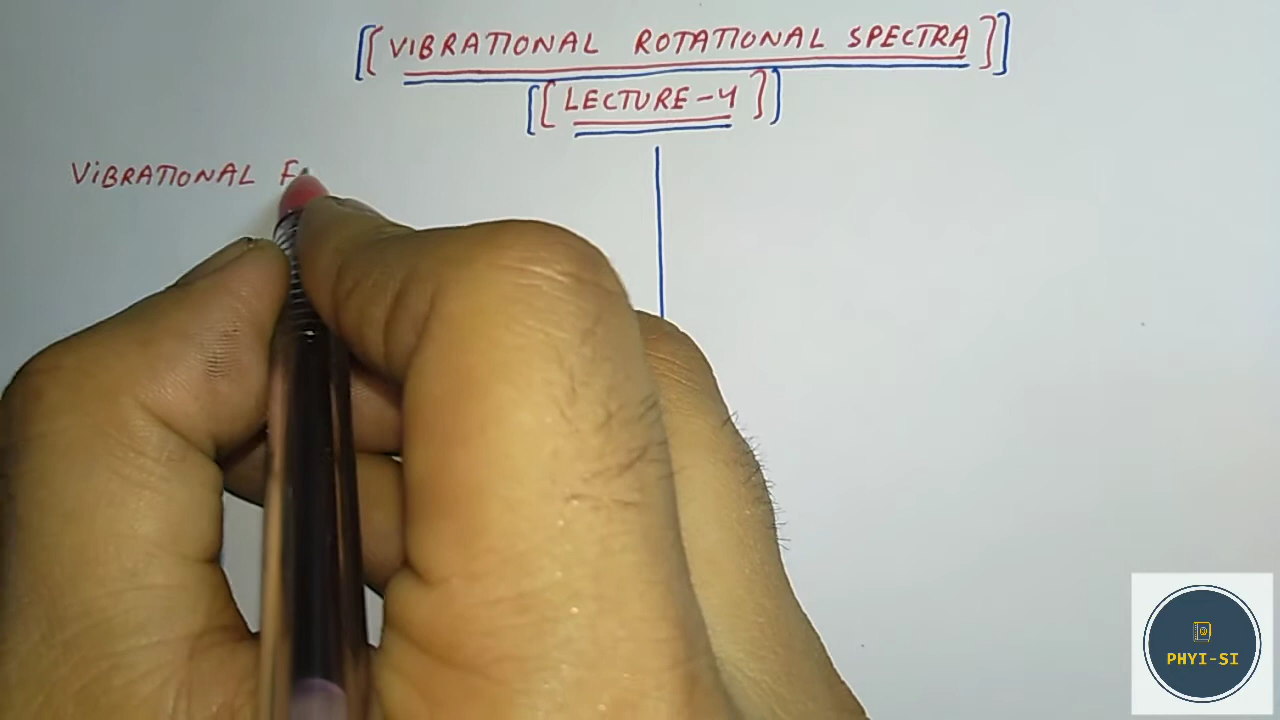 [[VIBRATIONAL ROTATIONAL SPECTRA]]
[[LECTURE-4]]
ViBRATIONAL
PHYI-SI